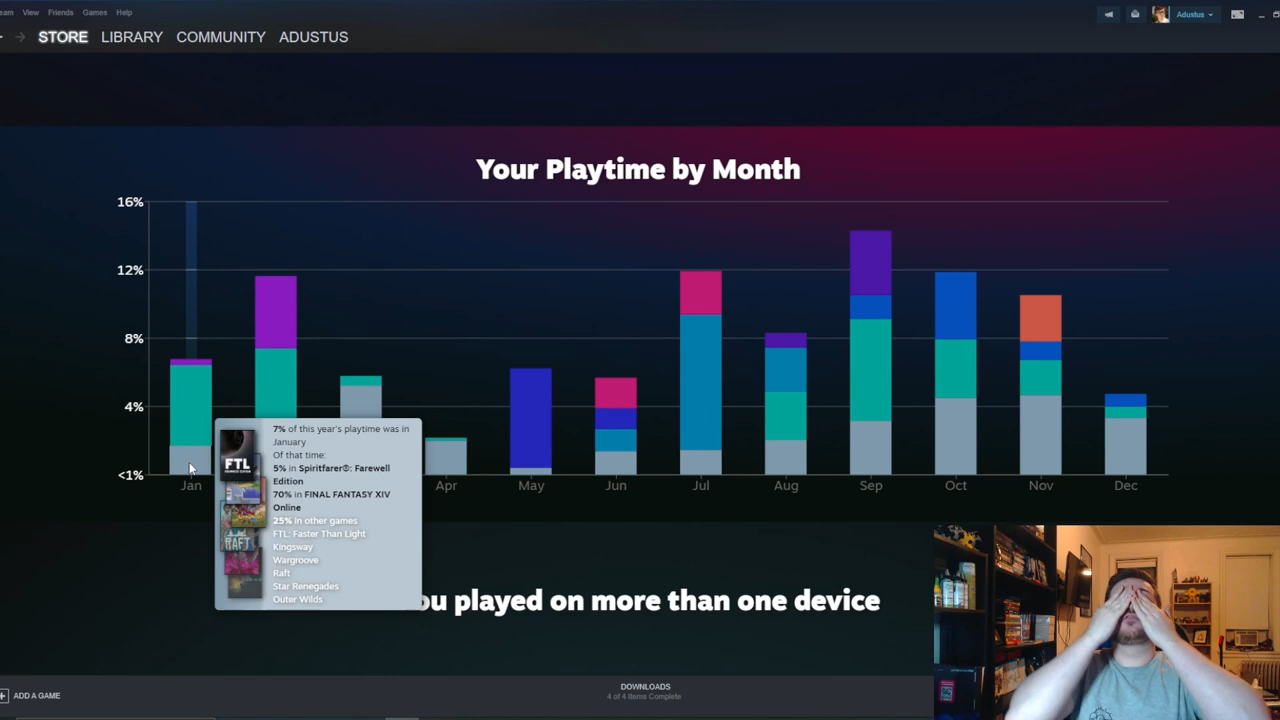 View Friends Games Help
Adustus
STORE LIBRARY COMMUNITY ADUSTUS
Your Playtime by Month
16%
12%
8%
4%
<1%
Jan Apr May Jun Jul Aug Sep Oct Nov Dec
FTL
RAFT
7% of this year's playtime was in
January
Of that time:
5% in Spiritfarer®: Farewell
Edition
70% in FINAL FANTASY XIV
Online
25% in other games
FTL: Faster Than Light
Kingsway
Wargroove
Raft
Star Renegades
Outer Wilds
ou played on more than one device
ADD A GAME
DOWNLOADS
4 of 4 Items Complete